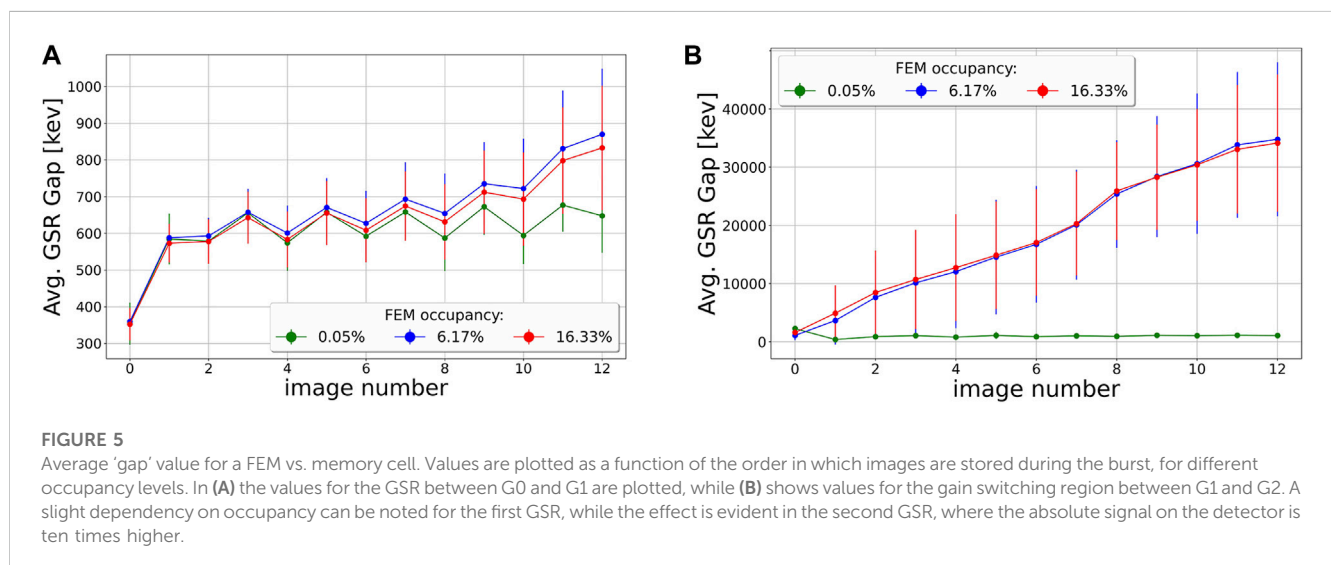 A
1000
900
800
700
600
500
400
300
Avg. GSR Gap [kev]
FEM occupancy:
0.05% 6.17% 16.33%
0 2 4 6 8 10 12
image number
B
40000
30000
20000
10000
0
Avg. GSR Gap [kev]
FEM occupancy:
0.05% 6.17% 16.33%
0 2 4 6 8 10 12
image number
FIGURE 5
Average ‘gap’ value for a FEM vs. memory cell. Values are plotted as a function of the order in which images are stored during the burst, for different
occupancy levels. In (A) the values for the GSR between G0 and G1 are plotted, while (B) shows values for the gain switching region between G1 and G2. A
slight dependency on occupancy can be noted for the first GSR, while the effect is evident in the second GSR, where the absolute signal on the detector is
ten times higher.